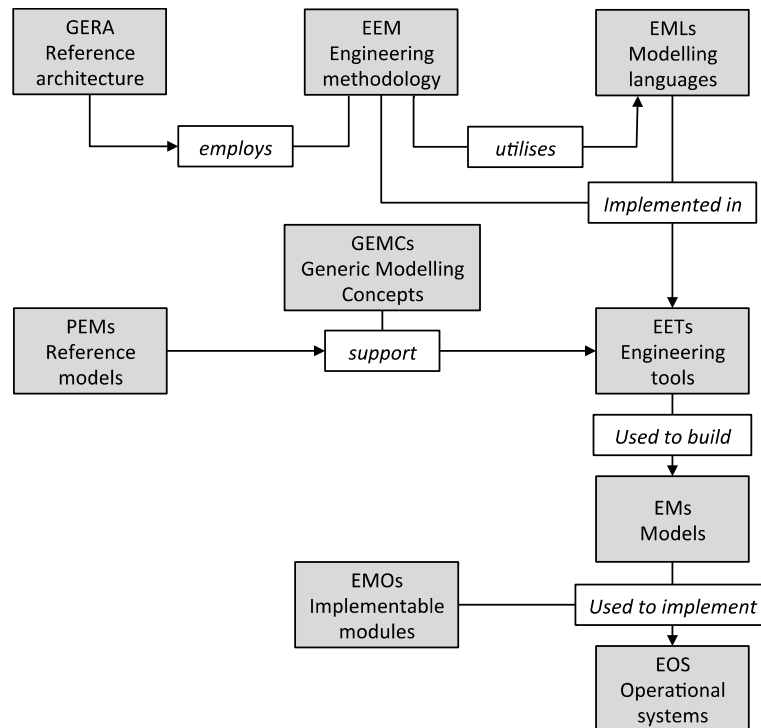 GERA
Reference
architecture
EEM
Engineering
methodology
EMLs
Modelling
languages
employs
utilises
Implemented in
GEMCs
Generic Modelling
Concepts
PEMs
Reference
models
support
EETs
Engineering
tools
Used to build
EMs
Models
EMOs
Implementable
modules
Used to implement
EOS
Operational
systems